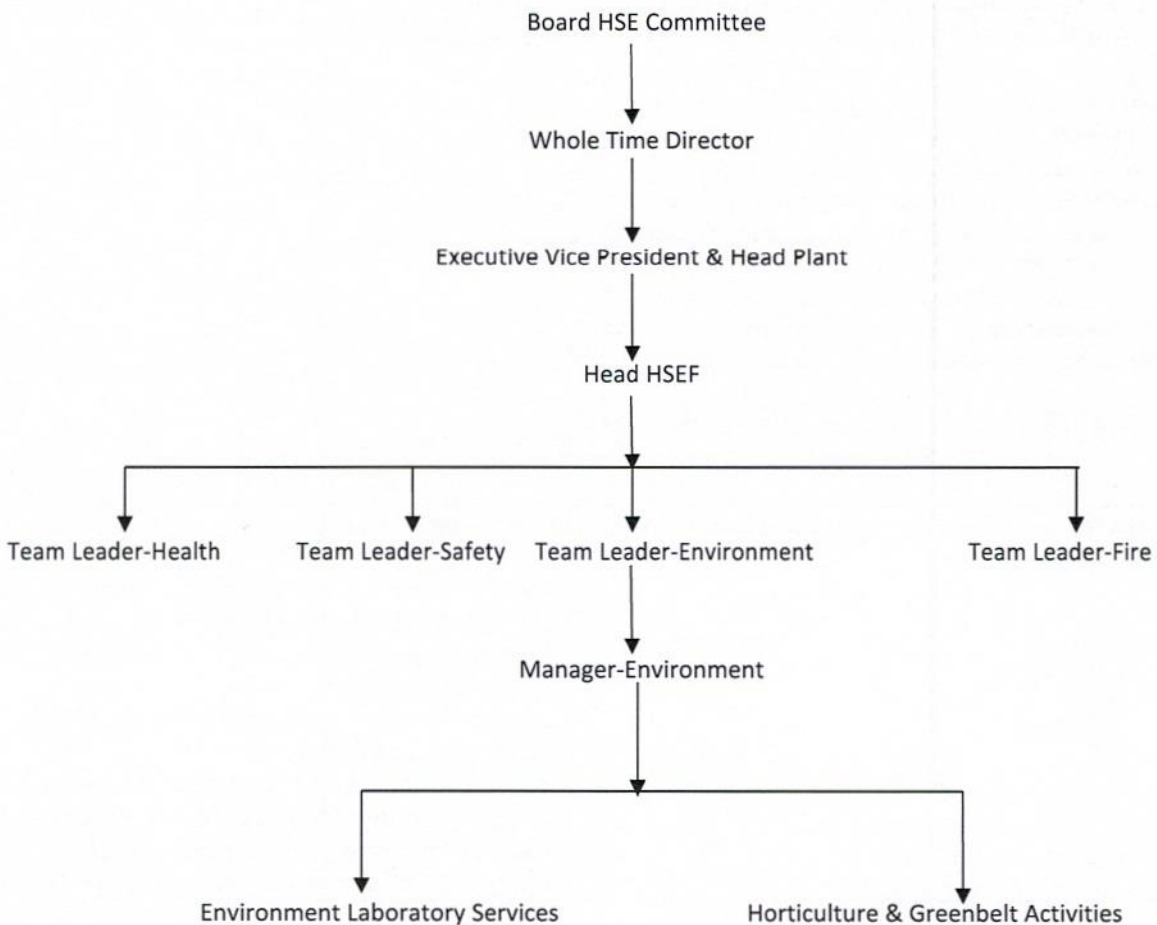 Board HSE Committee
Whole Time Director
Executive Vice President & Head Plant
Head HSEF
Team Leader-Health
Team Leader-Safety
Team Leader-Environment
Team Leader-Fire
Manager-Environment
Environment Laboratory Services
Horticulture & Greenbelt Activities